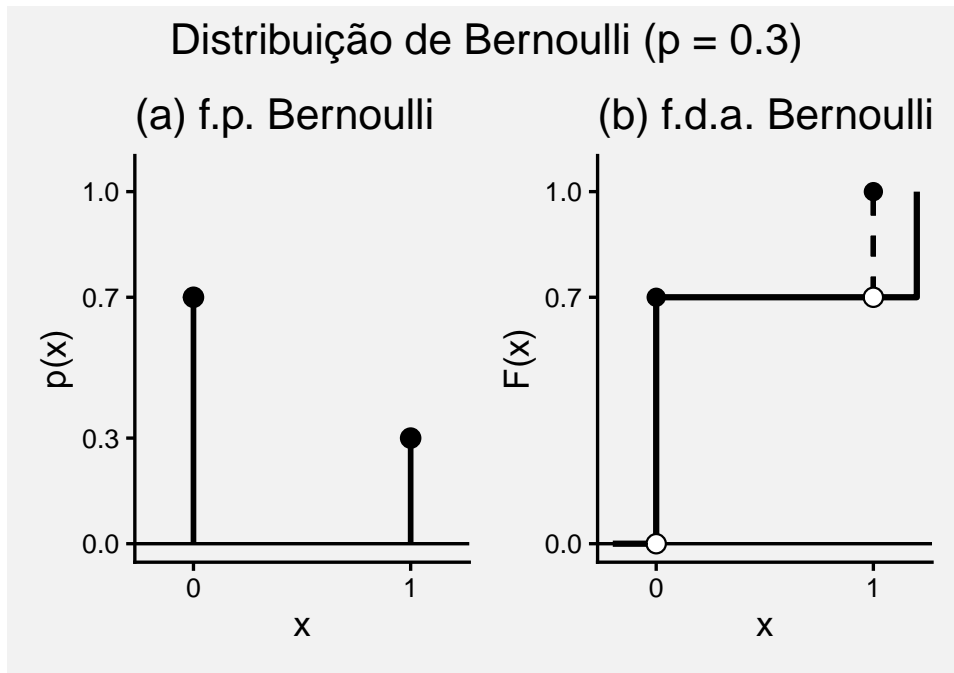 Distribuição de Bernoulli (p = 0.3)
(a) f.p. Bernoulli
1.0
0.7
0.3
0.0
p(x)
0 1
x
(b) f.d.a. Bernoulli
1.0
0.7
0.0
F(x)
0 1
x